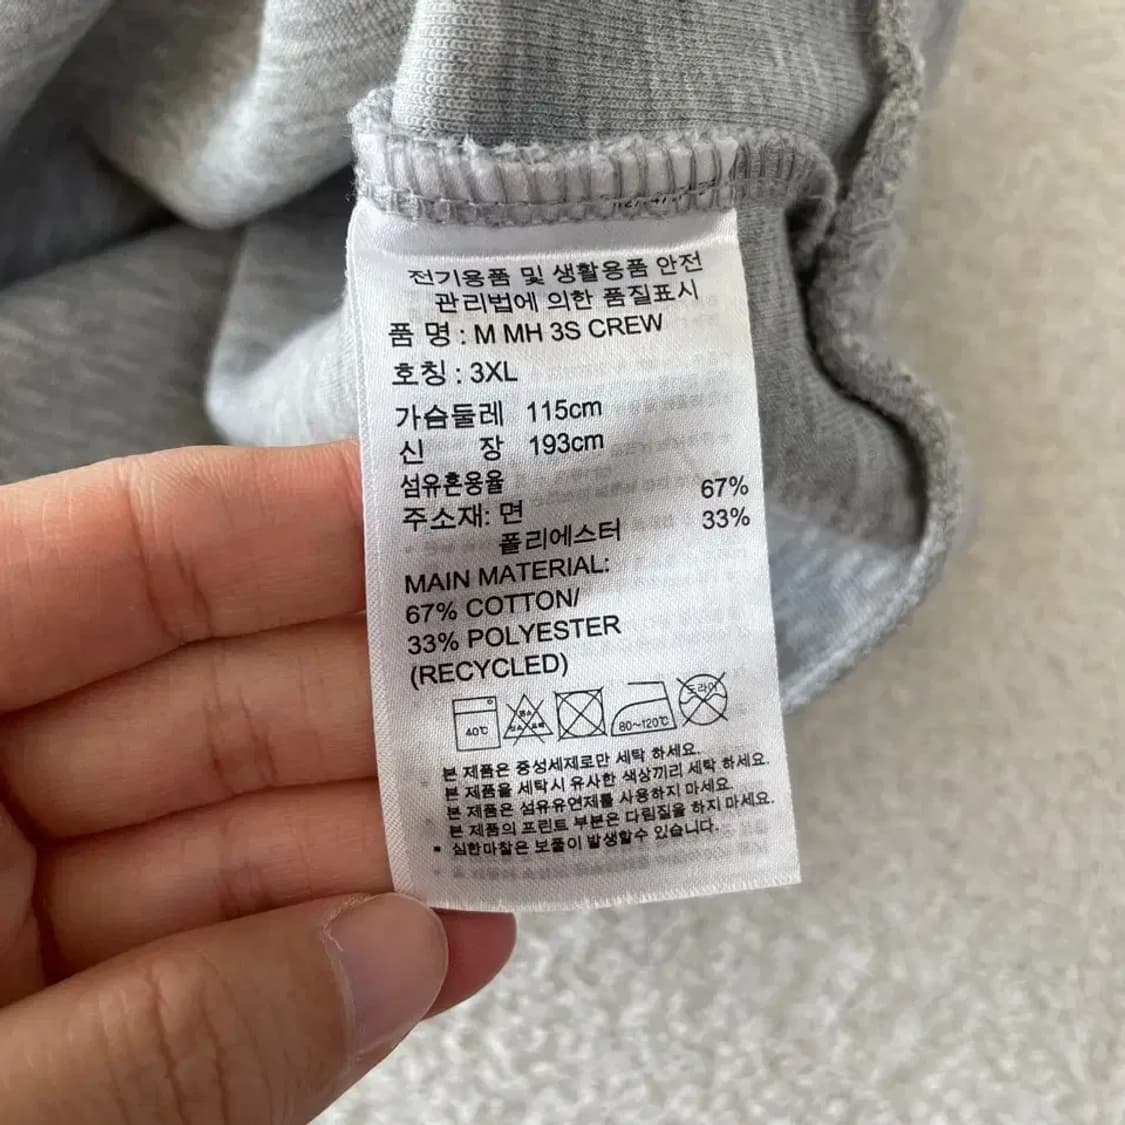 전기용품 및 생활용품 안전
관리법에 의한 품질표시
품 명 : M MH 3S CREW
호칭 : 3XL
가슴둘레 115cm
신 장 193cm
섬유혼용율
주소재: 면 67%
폴리에스터 33%
MAIN MATERIAL:
67% COTTON/
33% POLYESTER
(RECYCLED)
40℃ 80~120℃ 드라이
본 제품은 중성세제로만 세탁 하세요.
본 제품을 세탁시 유사한 색상끼리 세탁 하세요.
본 제품은 섬유유연제를 사용하지 마세요.
본 제품의 프린트 부분은 다림질을 하지 마세요.
▪ 심한마찰은 보풀이 발생할수 있습니다.